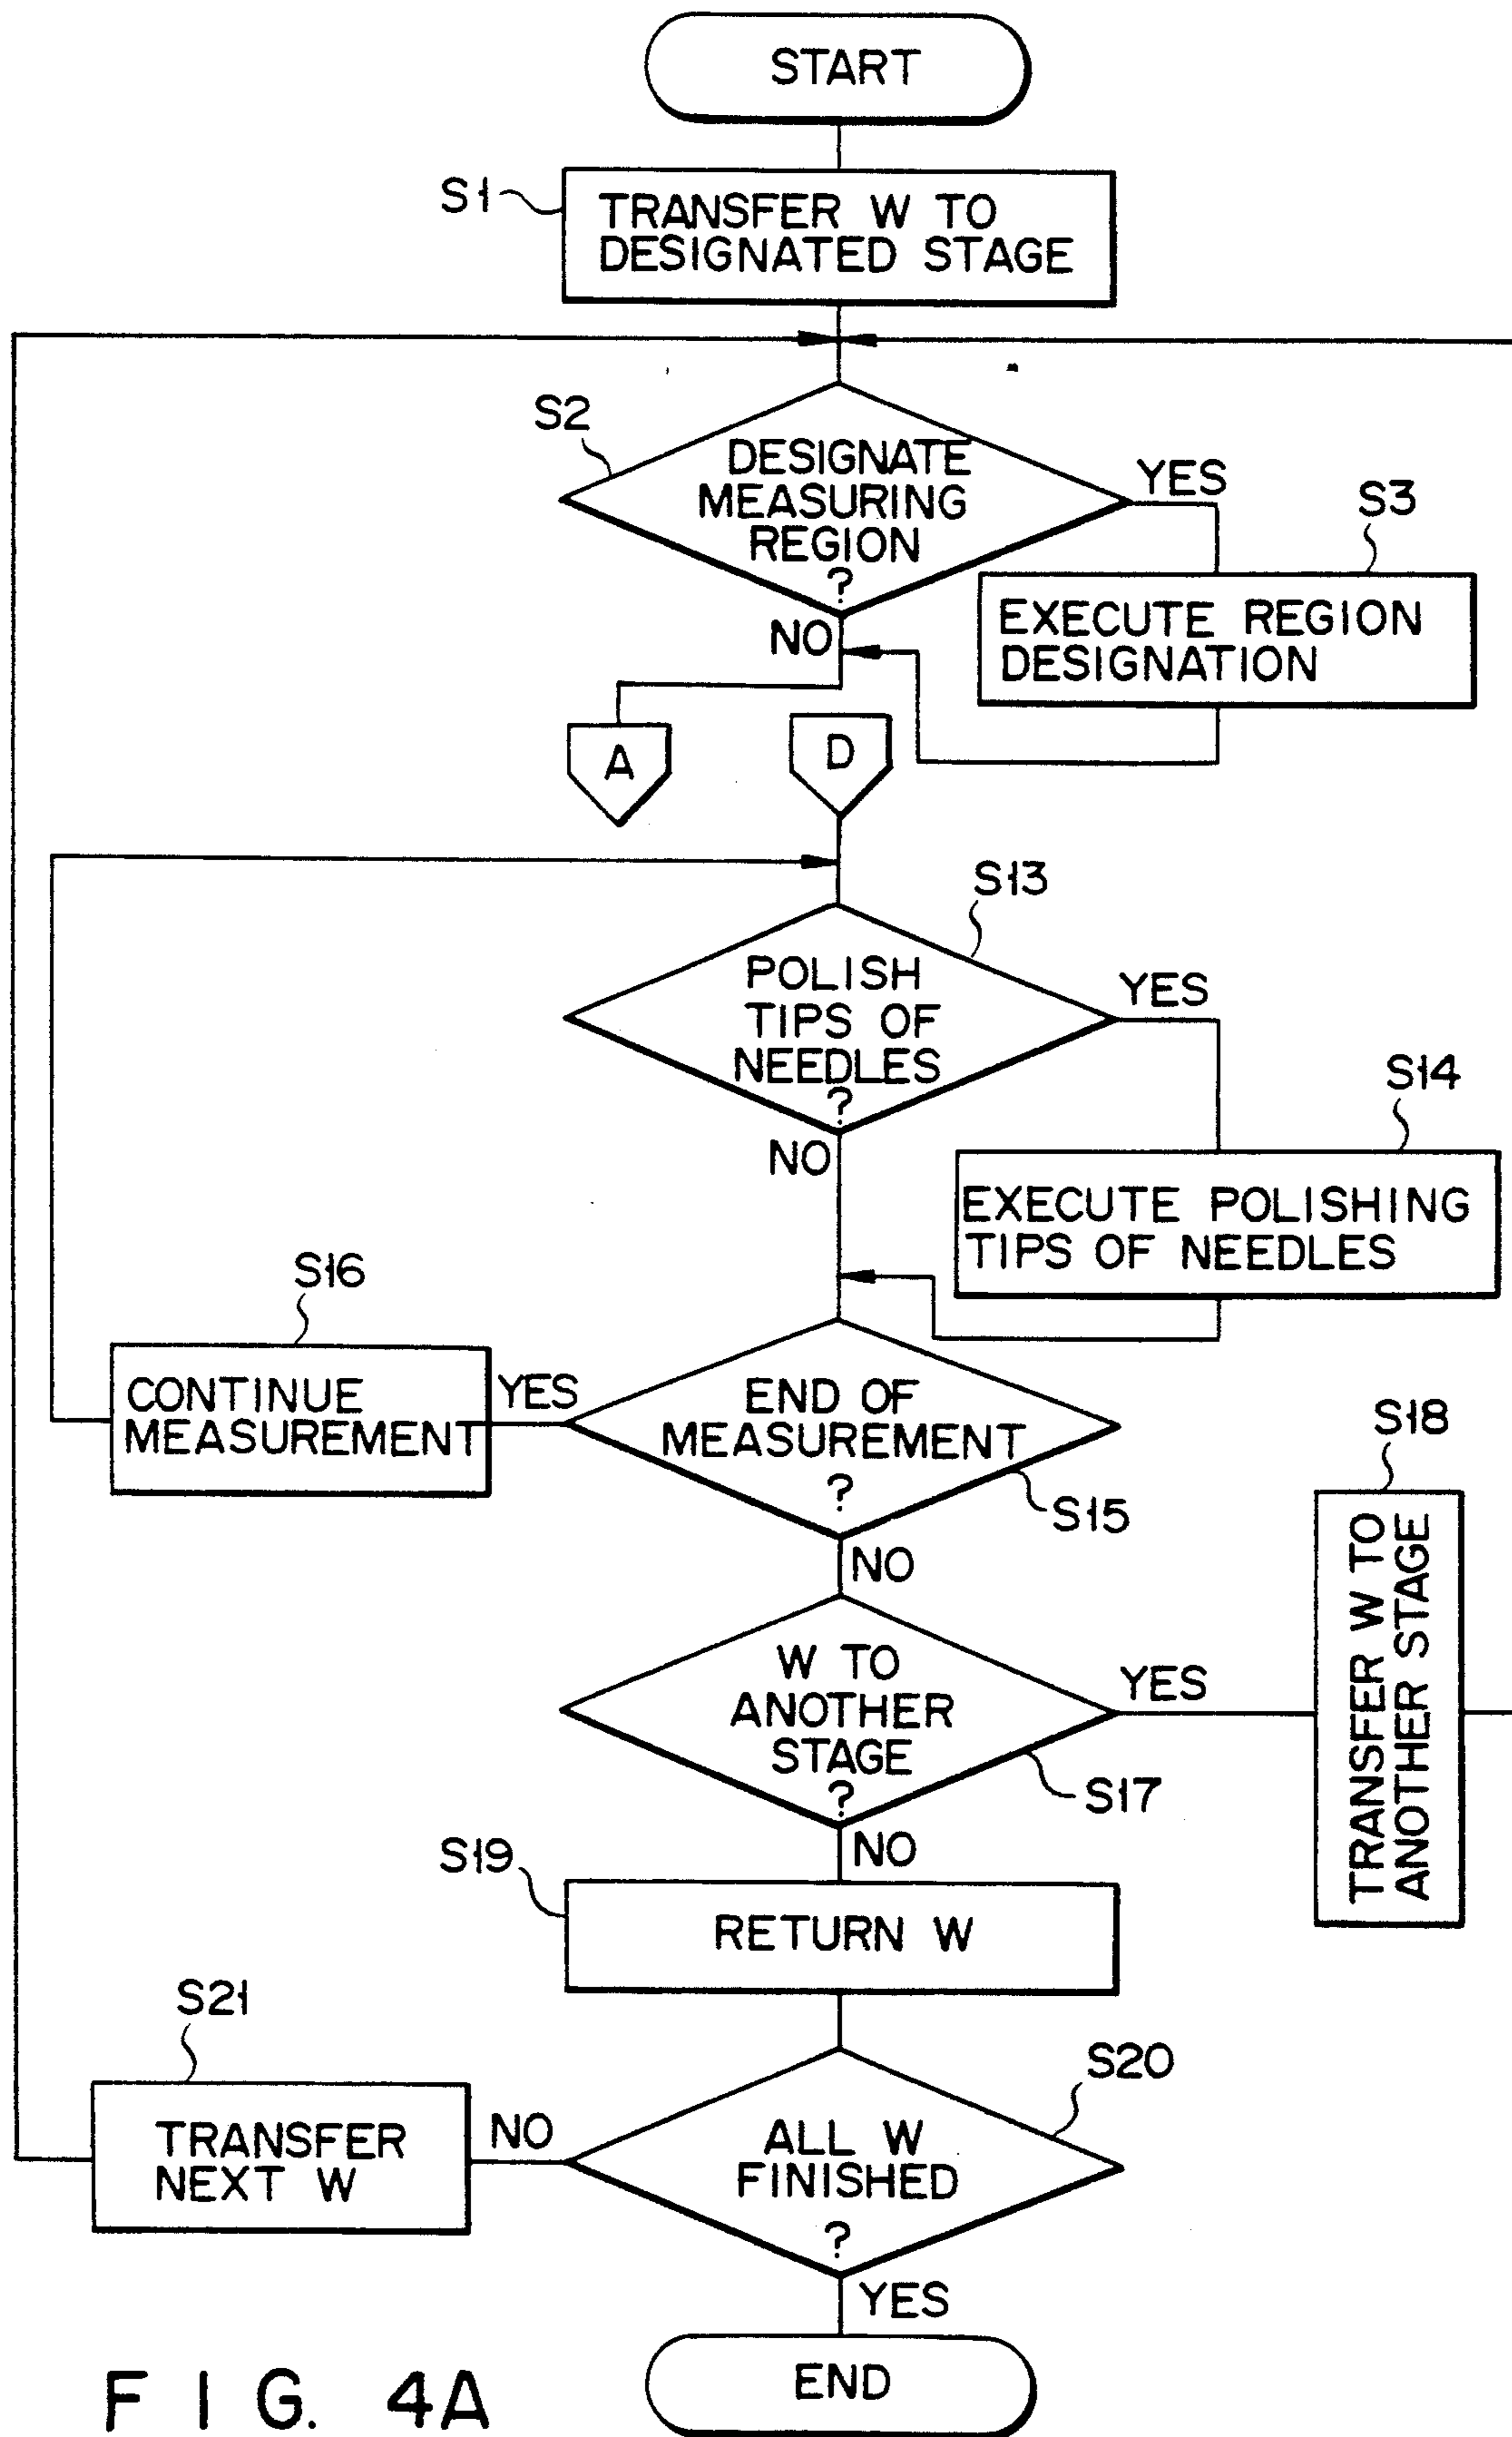 START
S1
TRANSFER W TO
DESIGNATED STAGE
S2
DESIGNATE
MEASURING
REGION
?
YES
S3
EXECUTE REGION
DESIGNATION
NO
A
D
S13
POLISH
TIPS OF
NEEDLES
?
YES
S14
EXECUTE POLISHING
TIPS OF NEEDLES
NO
S16
CONTINUE
MEASUREMENT
YES
END OF
MEASUREMENT
?
S15
NO
S18
TRANSFER W TO
ANOTHER STAGE
W TO
ANOTHER
STAGE
?
YES
S17
NO
S19
RETURN W
S21
TRANSFER
NEXT W
NO
S20
ALL W
FINISHED
?
YES
END
FIG. 4A